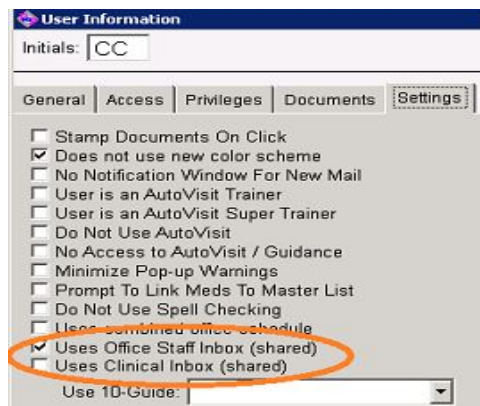 User Information
Initials: CC
General Access Privileges Documents Settings
Stamp Documents On Click
Does not use new color scheme
No Notification Window For New Mail
User is an AutoVisit Trainer
User is an AutoVisit Super Trainer
Do Not Use AutoVisit
No Access to AutoVisit / Guidance
Minimize Pop-up Warnings
Prompt To Link Meds To Master List
Do Not Use Spell Checking
Uses combined office schedule
Uses Office Staff Inbox (shared)
Uses Clinical Inbox (shared)
Use 10-Guide: